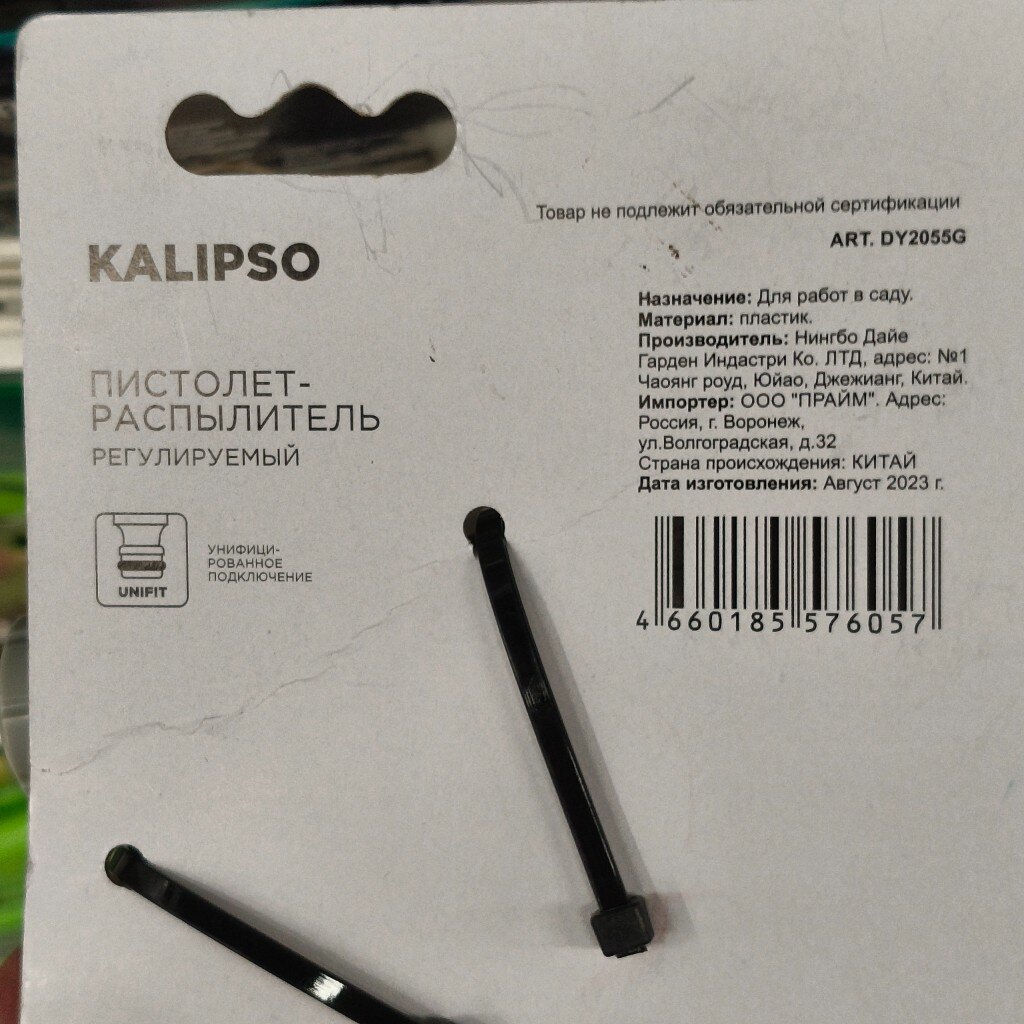 Товар не подлежит обязательной сертификации
ART. DY2055G
KALIPSO
ПИСТОЛЕТ-
РАСПЫЛИТЕЛЬ
РЕГУЛИРУЕМЫЙ
UNIFIT
УНИФИЦИ-
РОВАННОЕ
ПОДКЛЮЧЕНИЕ
Назначение: Для работ в саду.
Материал: пластик.
Производитель: Нингбо Дайе
Гарден Индастри Ко. ЛТД, адрес: №1
Чаоянг роуд, Юйао, Джежианг, Китай.
Импортер: ООО "ПРАЙМ". Адрес:
Россия, г. Воронеж,
ул.Волгоградская, д.32
Страна происхождения: КИТАЙ
Дата изготовления: Август 2023 г.
4 660185 576057